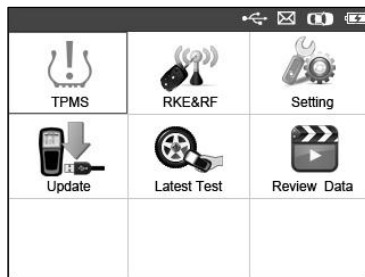 TPMS
RKE&RF
Setting
Update
Latest Test
Review Data